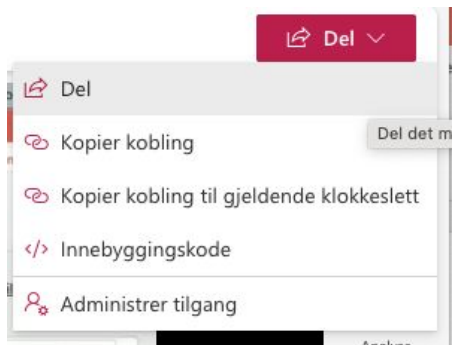 Del
Del
Kopier kobling
Del det m
Kopier kobling til gjeldende klokkeslett
</> Innebyggingskode
Administrer tilgang